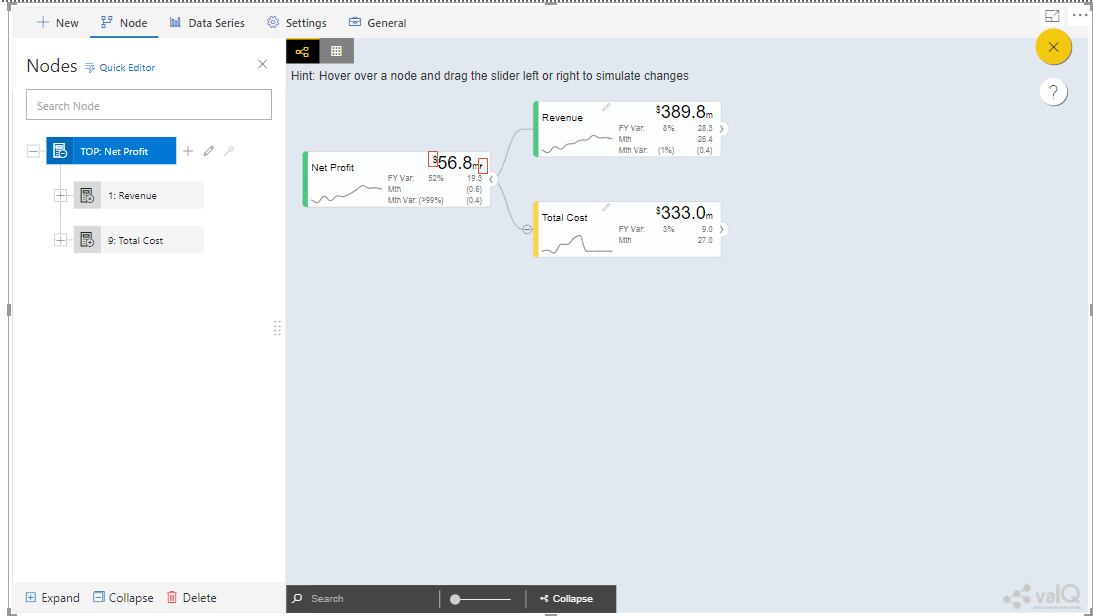 New Node Data Series Settings General
Nodes Quick Editor
Search Node
TOP: Net Profit
1: Revenue
9: Total Cost
Expand Collapse Delete
Hint: Hover over a node and drag the slider left or right to simulate changes
Net Profit $56.8m
FY Var: 52% 19.3
Mth (0.6)
Mth Var: (>99%) (0.4)
Revenue $389.8m
FY Var: 8% 28.3
Mth 26.4
Mth Var: (1%) (0.4)
Total Cost $333.0m
FY Var: 3% 9.0
Mth 27.0
?
Search Collapse
valQ